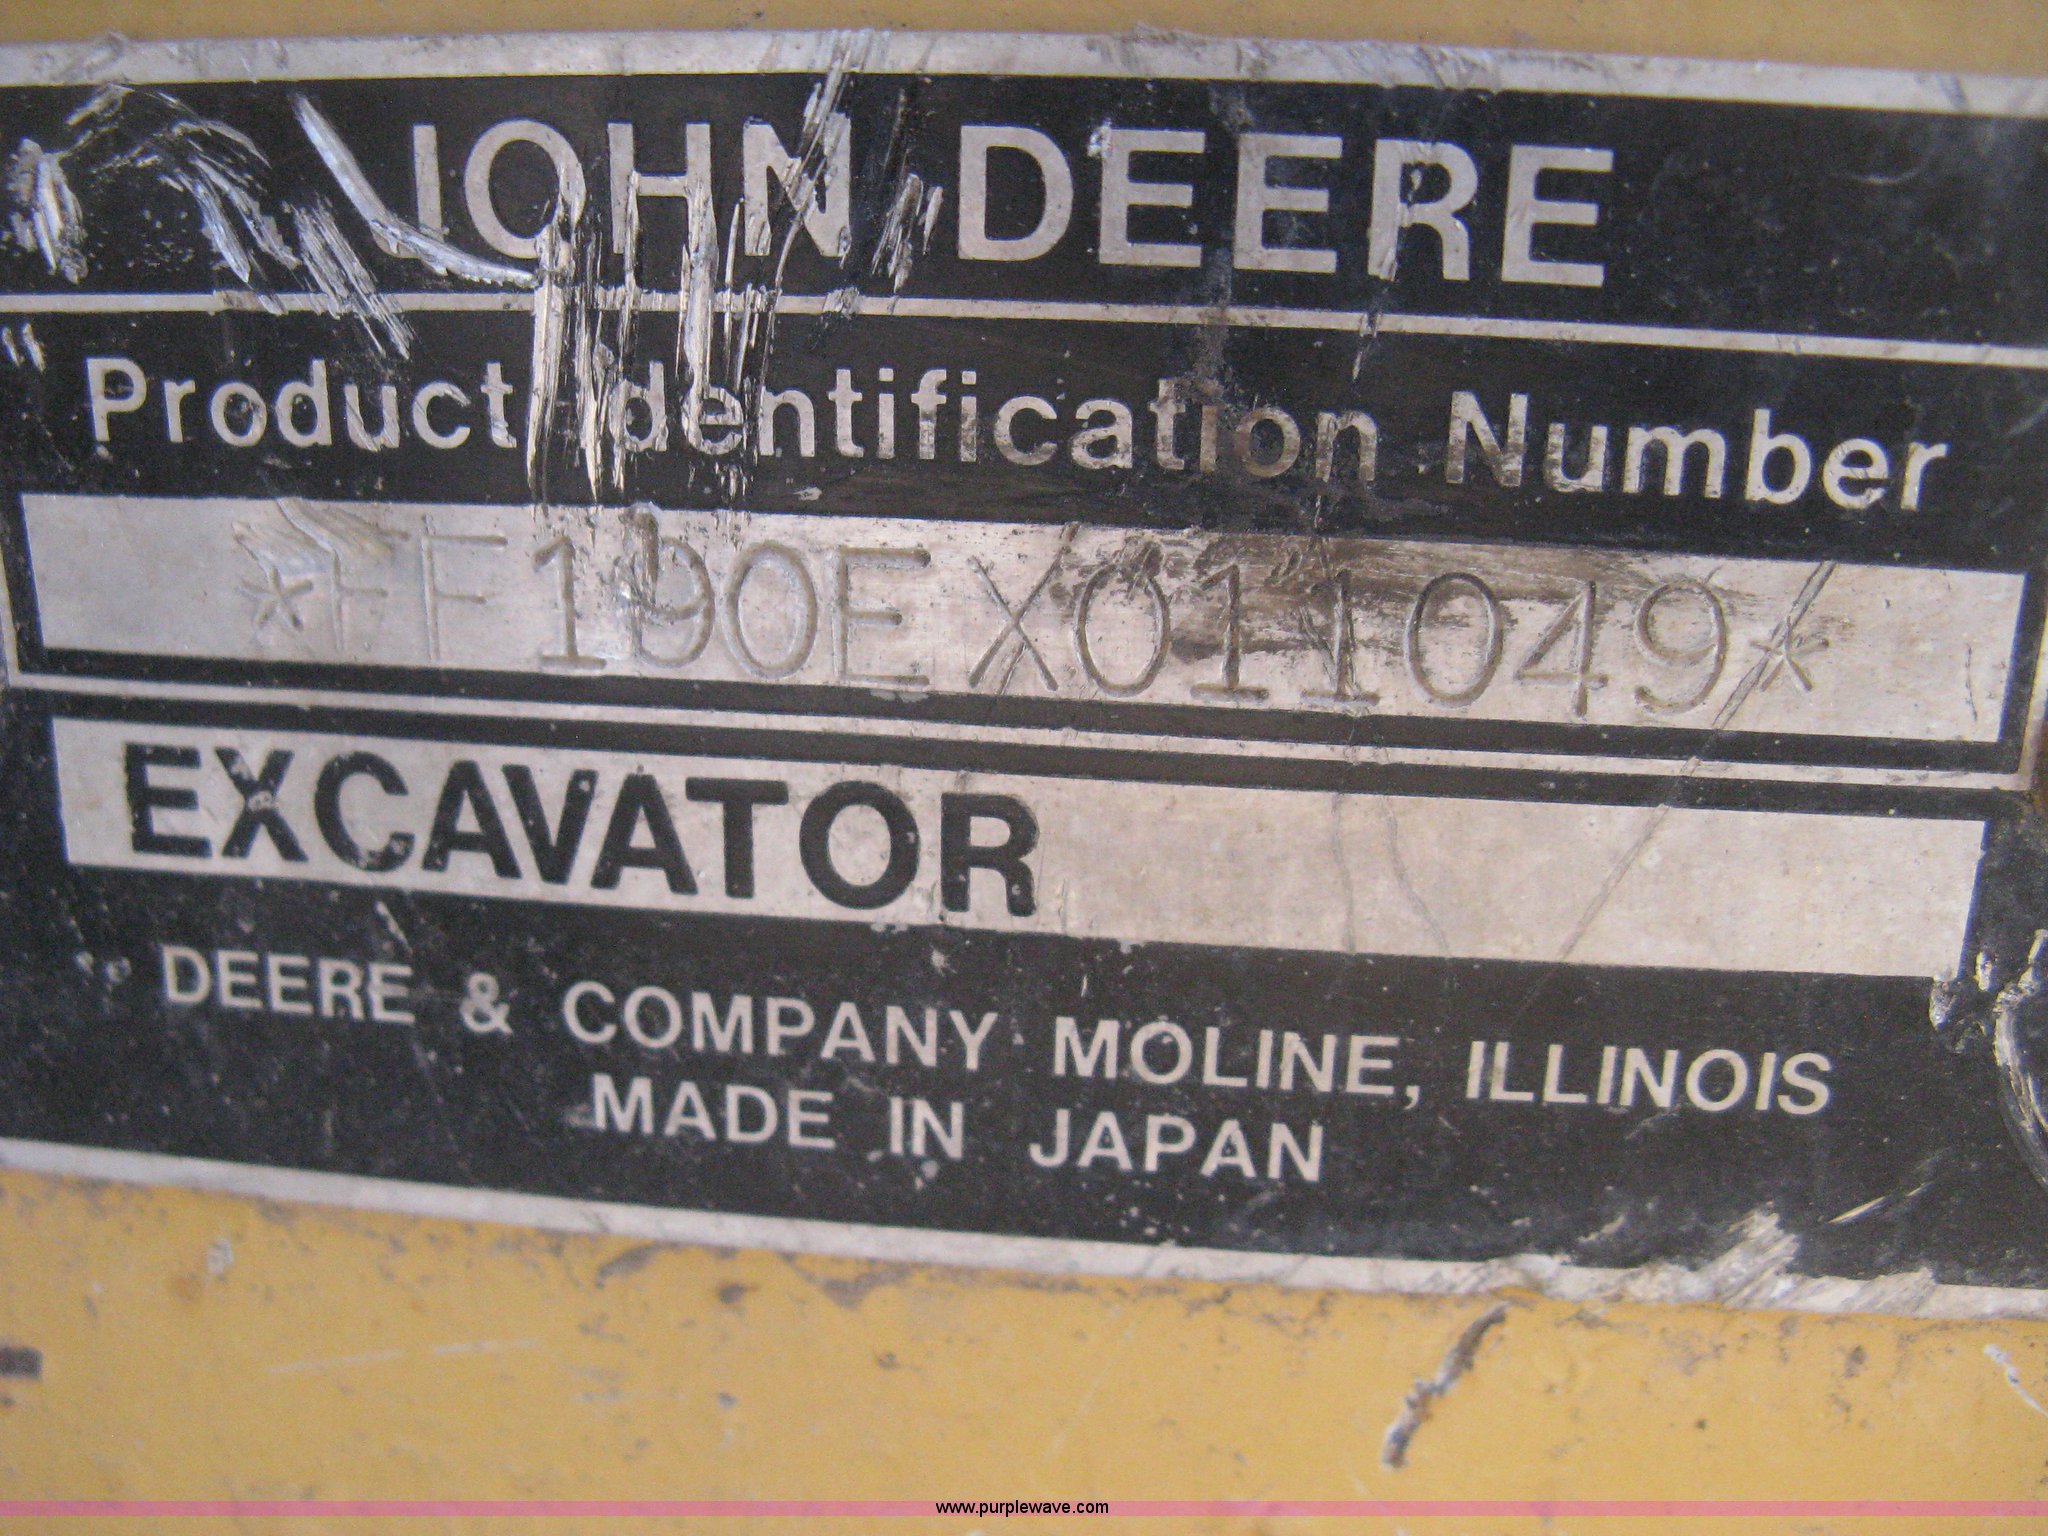 JOHN DEERE
Product Identification Number
*FF190EX011049*
EXCAVATOR
DEERE & COMPANY MOLINE, ILLINOIS
MADE IN JAPAN
www.purplewave.com